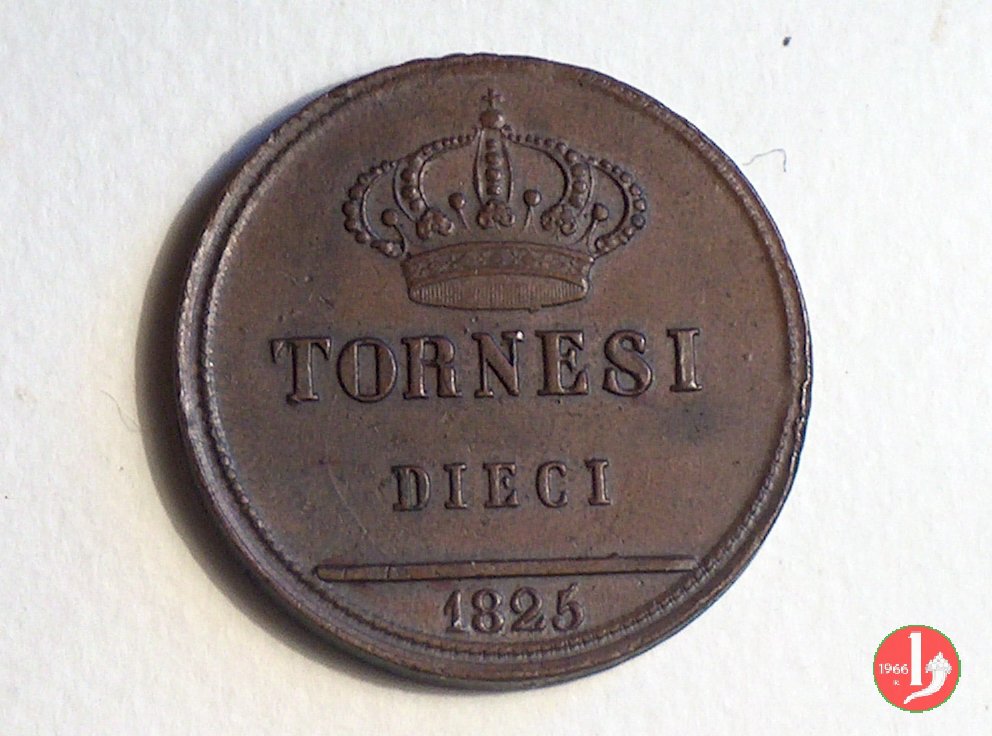 TORNESI
DIECI
1825
1966